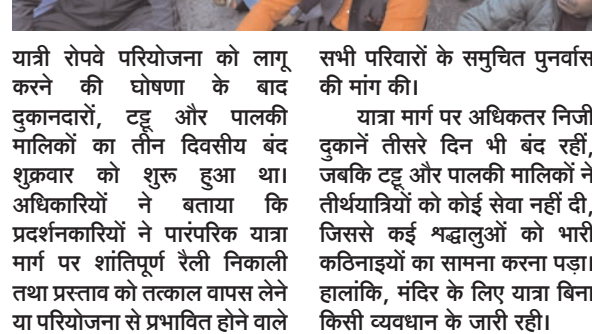 यात्री रोपवे परियोजना को लागू
करने की घोषणा के बाद
दुकानदारों, टट्टू और पालकी
मालिकों का तीन दिवसीय बंद
शुक्रवार को शुरू हुआ था।
अधिकारियों ने बताया कि
प्रदर्शनकारियों ने पारंपरिक यात्रा
मार्ग पर शांतिपूर्ण रैली निकाली
तथा प्रस्ताव को तत्काल वापस लेने
या परियोजना से प्रभावित होने वाले
सभी परिवारों के समुचित पुनर्वास
की मांग की।
यात्रा मार्ग पर अधिकतर निजी
दुकानें तीसरे दिन भी बंद रहीं,
जबकि टट्टू और पालकी मालिकों ने
तीर्थयात्रियों को कोई सेवा नहीं दी,
जिससे कई श्रद्धालुओं को भारी
कठिनाइयों का सामना करना पड़ा।
हालांकि, मंदिर के लिए यात्रा बिना
किसी व्यवधान के जारी रही।